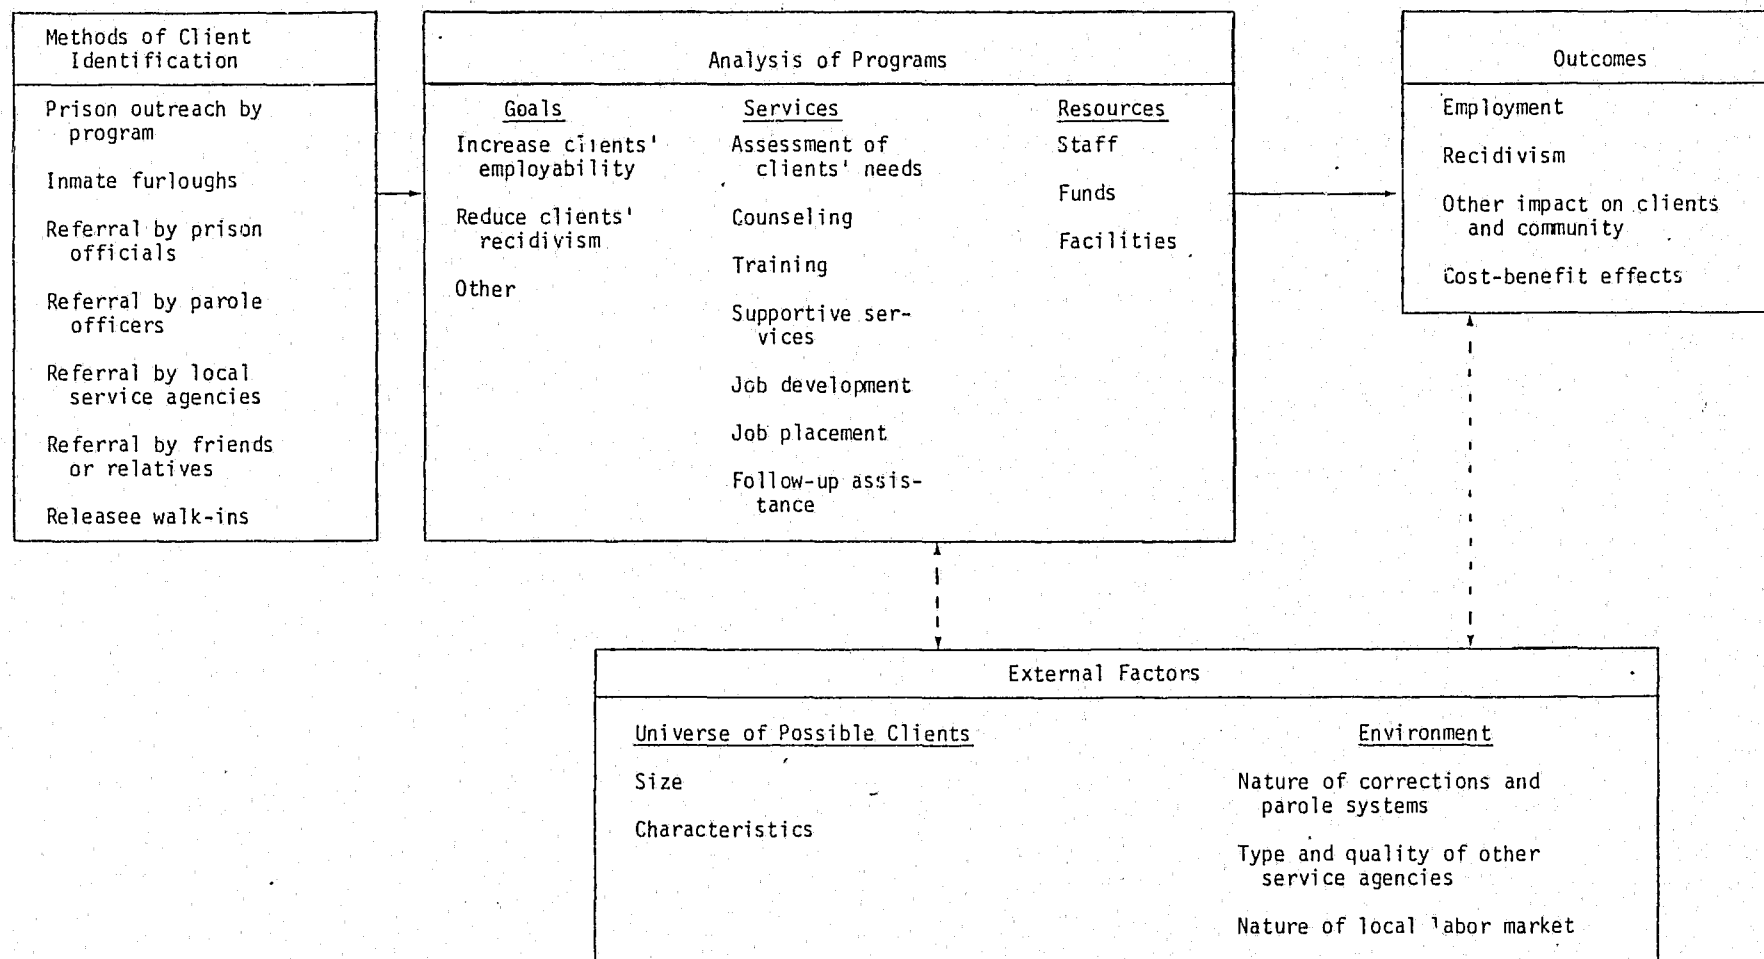 Methods of Client
Identification
Prison outreach by
program
Inmate furloughs
Referral by prison
officials
Referral by parole
officers
Referral by local
service agencies
Referral by friends
or relatives
Releasee walk-ins
Analysis of Programs
Goals
Increase clients'
employability
Reduce clients'
recidivism
Other
Services
Assessment of
clients' needs
Counseling
Training
Supportive ser-
vices
Job development
Job placement
Follow-up assis-
tance
Resources
Staff
Funds
Facilities
Outcomes
Employment
Recidivism
Other impact on clients
and community
Cost-benefit effects
External Factors
Universe of Possible Clients
Size
Characteristics
Environment
Nature of corrections and
parole systems
Type and quality of other
service agencies
Nature of local labor market